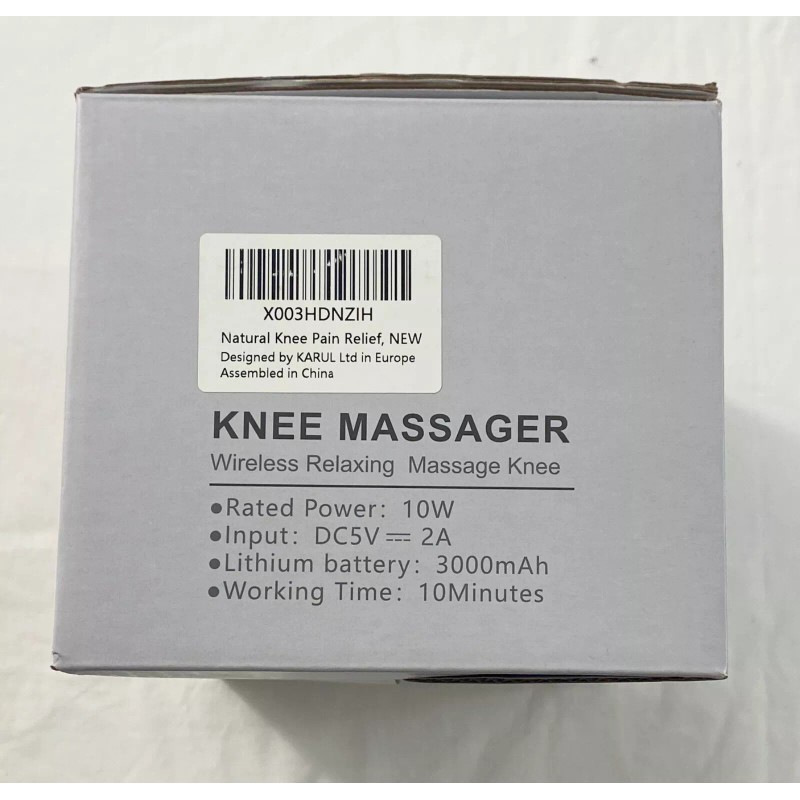 X003HDNZIH
Natural Knee Pain Relief, NEW
Designed by KARUL Ltd in Europe
Assembled in China
KNEE MASSAGER
Wireless Relaxing Massage Knee
●Rated Power: 10W
●Input: DC5V⎓2A
●Lithium battery: 3000mAh
●Working Time: 10Minutes